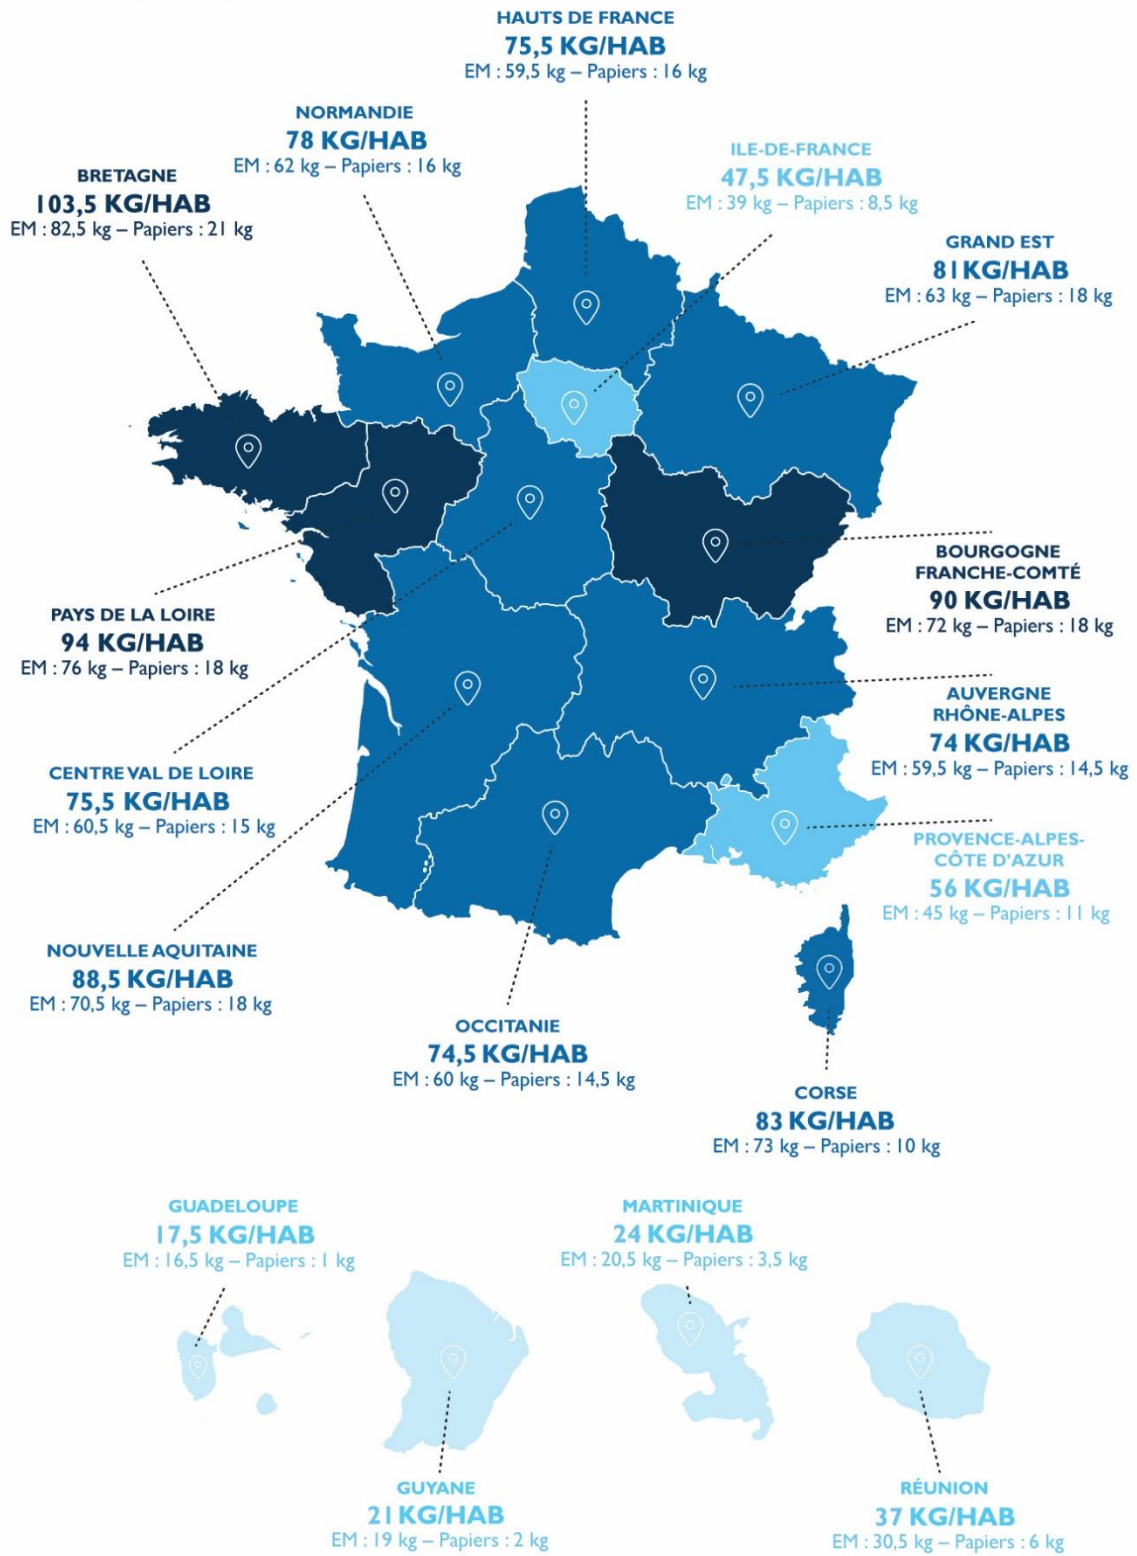 HAUTS DE FRANCE
75,5 KG/HAB
EM : 59,5 kg – Papiers : 16 kg
NORMANDIE
78 KG/HAB
EM : 62 kg – Papiers : 16 kg
ILE-DE-FRANCE
47,5 KG/HAB
EM : 39 kg – Papiers : 8,5 kg
BRETAGNE
103,5 KG/HAB
EM : 82,5 kg – Papiers : 21 kg
GRAND EST
81 KG/HAB
EM : 63 kg – Papiers : 18 kg
BOURGOGNE
FRANCHE-COMTÉ
90 KG/HAB
EM : 72 kg – Papiers : 18 kg
PAYS DE LA LOIRE
94 KG/HAB
EM : 76 kg – Papiers : 18 kg
AUVERGNE
RHÔNE-ALPES
74 KG/HAB
EM : 59,5 kg – Papiers : 14,5 kg
CENTRE VAL DE LOIRE
75,5 KG/HAB
EM : 60,5 kg – Papiers : 15 kg
PROVENCE-ALPES-
CÔTE D'AZUR
56 KG/HAB
EM : 45 kg – Papiers : 11 kg
NOUVELLE AQUITAINE
88,5 KG/HAB
EM : 70,5 kg – Papiers : 18 kg
OCCITANIE
74,5 KG/HAB
EM : 60 kg – Papiers : 14,5 kg
CORSE
83 KG/HAB
EM : 73 kg – Papiers : 10 kg
GUADELOUPE
17,5 KG/HAB
EM : 16,5 kg – Papiers : 1 kg
MARTINIQUE
24 KG/HAB
EM : 20,5 kg – Papiers : 3,5 kg
GUYANE
21 KG/HAB
EM : 19 kg – Papiers : 2 kg
RÉUNION
37 KG/HAB
EM : 30,5 kg – Papiers : 6 kg